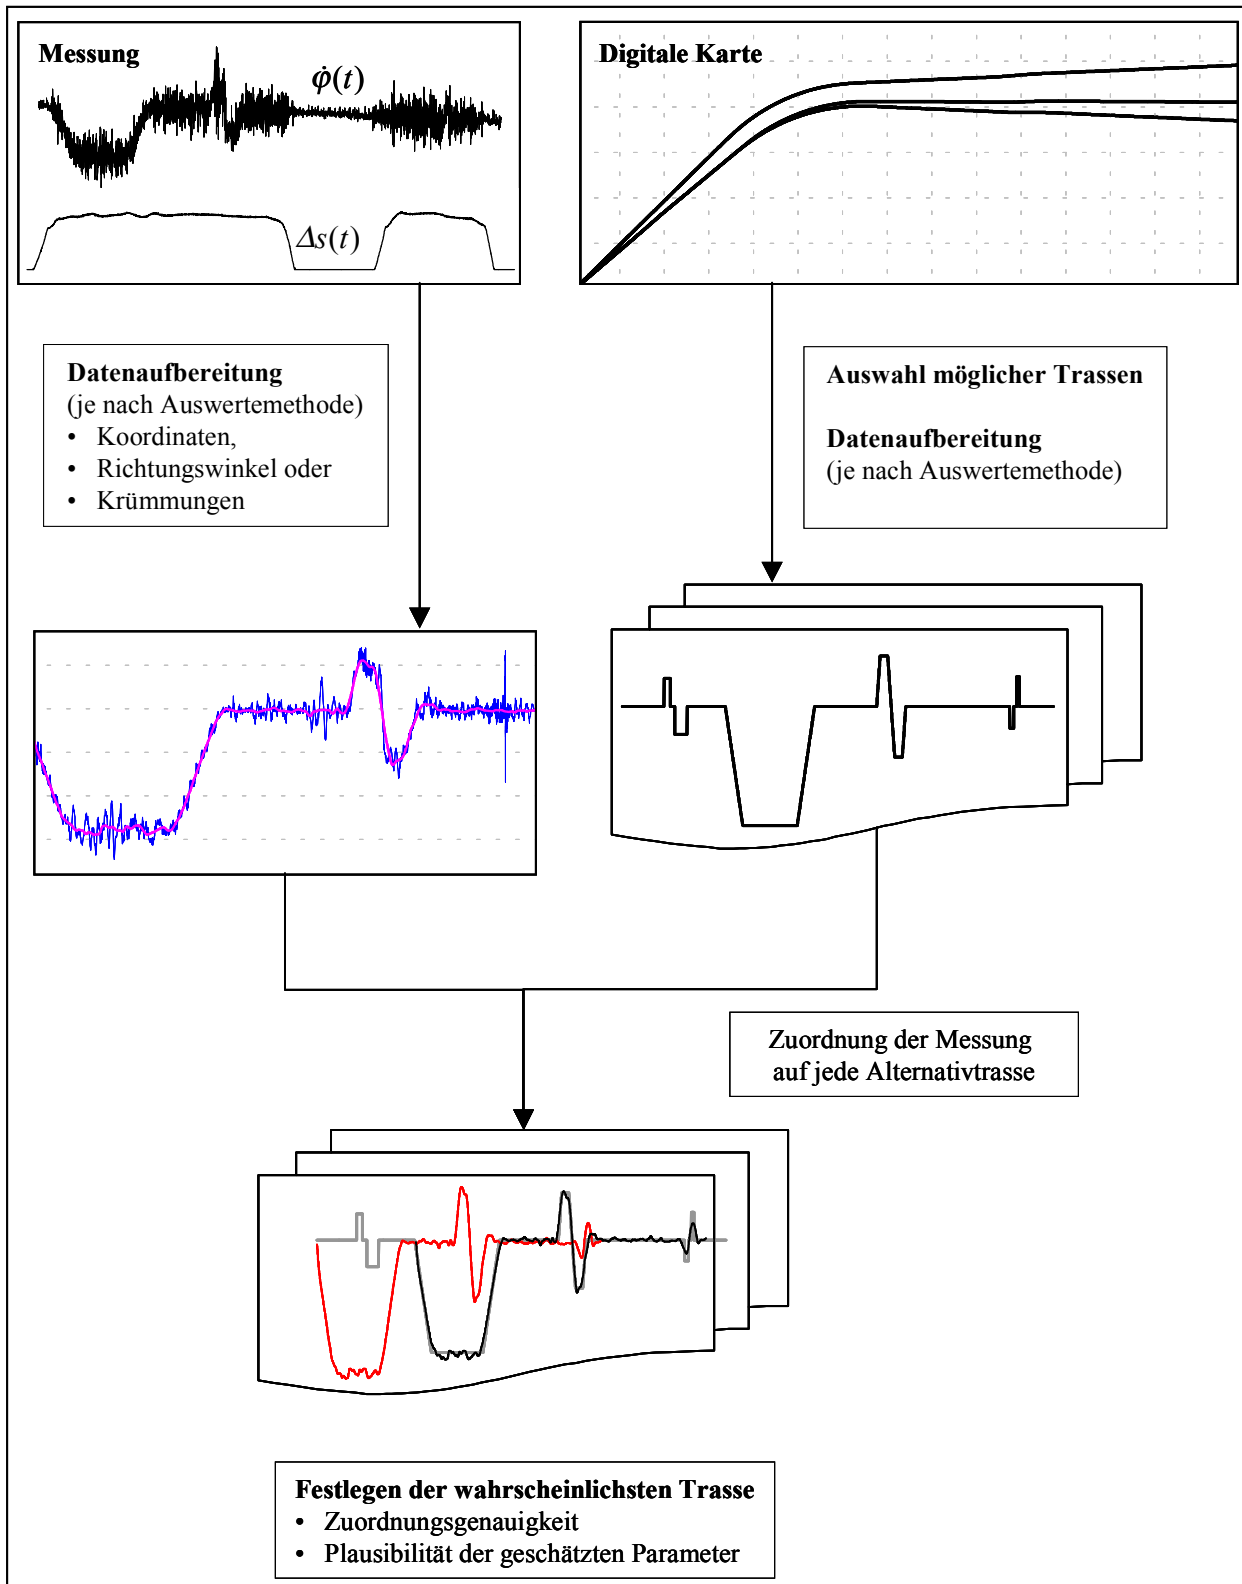 Messung
φ̇(t)
Δs(t)
Digitale Karte
Datenaufbereitung
(je nach Auswertemethode)
• Koordinaten,
• Richtungswinkel oder
• Krümmungen
Auswahl möglicher Trassen
Datenaufbereitung
(je nach Auswertemethode)
Zuordnung der Messung
auf jede Alternativtrasse
Festlegen der wahrscheinlichsten Trasse
• Zuordnungsgenauigkeit
• Plausibilität der geschätzten Parameter